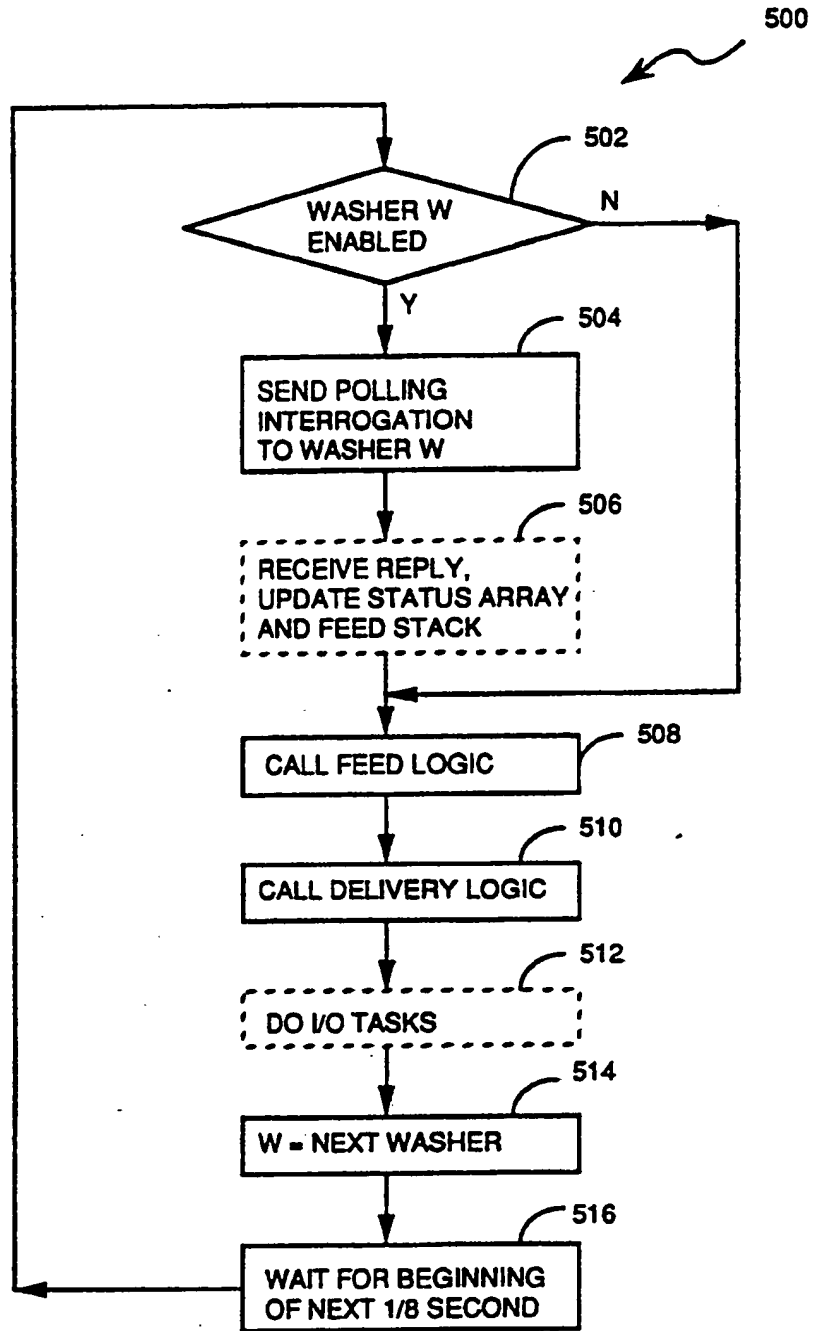 500
502
WASHER W
ENABLED
N
Y
504
SEND POLLING
INTERROGATION
TO WASHER W
506
RECEIVE REPLY,
UPDATE STATUS ARRAY
AND FEED STACK
508
CALL FEED LOGIC
510
CALL DELIVERY LOGIC
512
DO I/O TASKS
514
W = NEXT WASHER
516
WAIT FOR BEGINNING
OF NEXT 1/8 SECOND